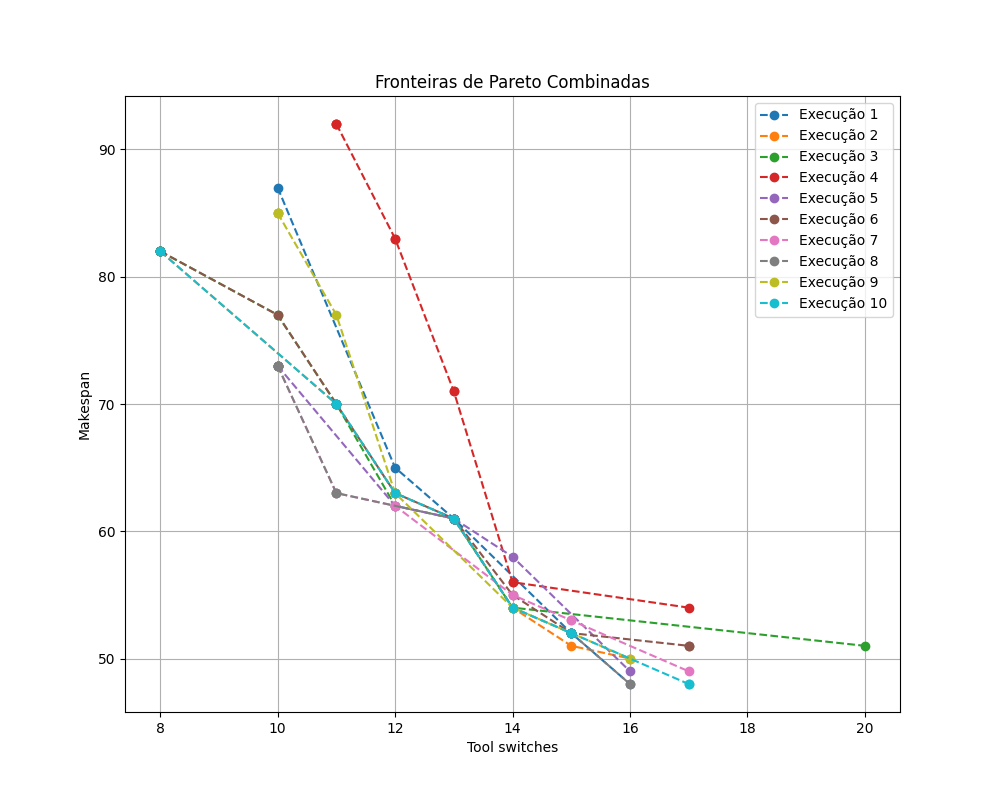 Fronteiras de Pareto Combinadas
Execução 1
Execução 2
Execução 3
Execução 4
Execução 5
Execução 6
Execução 7
Execução 8
Execução 9
Execução 10
90
80
70
60
50
Makespan
8 10 12 14 16 18 20
Tool switches